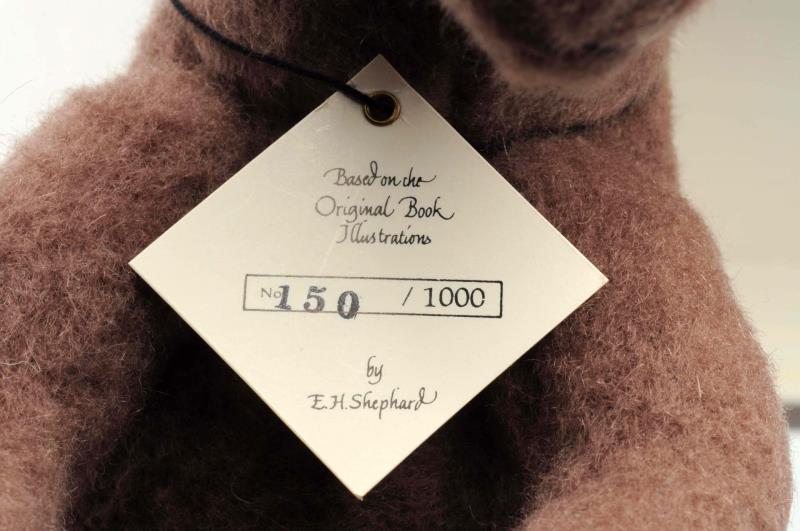 Based on the
Original Book
Illustrations
No 150 / 1000
by
E.H.Shephard